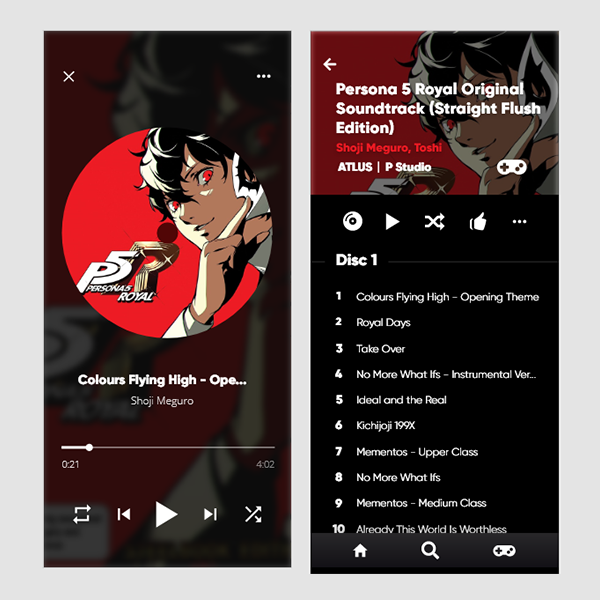 P5R
PERSONA5
ROYAL
Colours Flying High - Ope...
Shoji Meguro
0:21
4:02
Persona 5 Royal Original
Soundtrack (Straight Flush
Edition)
Shoji Meguro, Toshi
ATLUS | P Studio
Disc 1
1 Colours Flying High - Opening Theme
2 Royal Days
3 Take Over
4 No More What Ifs - Instrumental Ver...
5 Ideal and the Real
6 Kichijoji 199X
7 Mementos - Upper Class
8 No More What Ifs
9 Mementos - Medium Class
10 Already This World Is Worthless